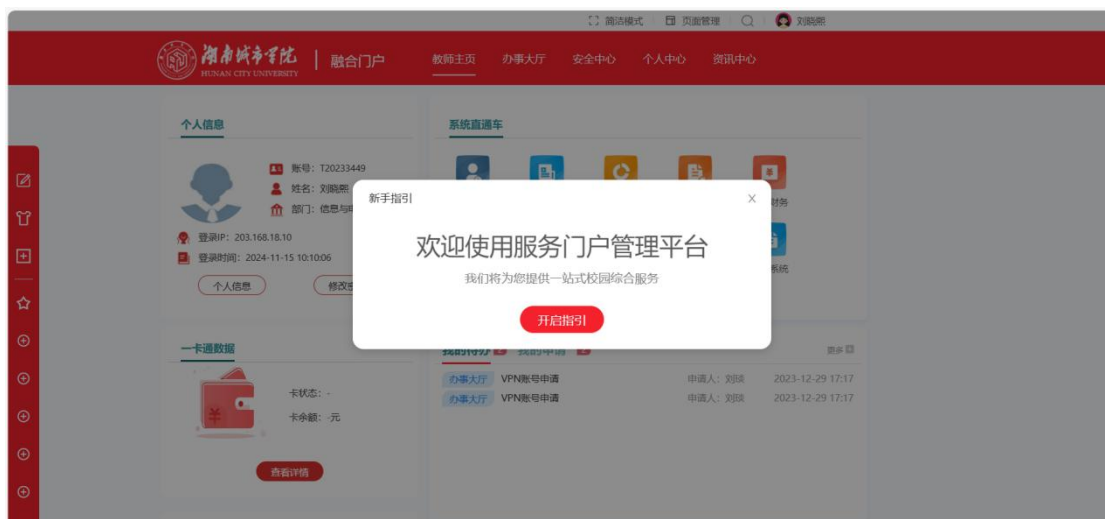 简洁模式 页面管理 刘晓熙
湖南城市学院 融合门户 教师主页 办事大厅 安全中心 个人中心 资讯中心
HUNAN CITY UNIVERSITY
个人信息 系统直通车
账号：T20233449
姓名：刘晓熙
部门：信息与
登录IP：203.168.18.10
登录时间：2024-11-15 10:10:06
个人信息 修改密
财务
系统
新手指引 X
欢迎使用服务门户管理平台
我们将为您提供一站式校园综合服务
开启指引
一卡通数据 我的待办 2 我的申请 更多
办事大厅 VPN账号申请 申请人：刘琰 2023-12-29 17:17
办事大厅 VPN账号申请 申请人：刘琰 2023-12-29 17:17
卡状态：-
卡余额：-元
查看详情